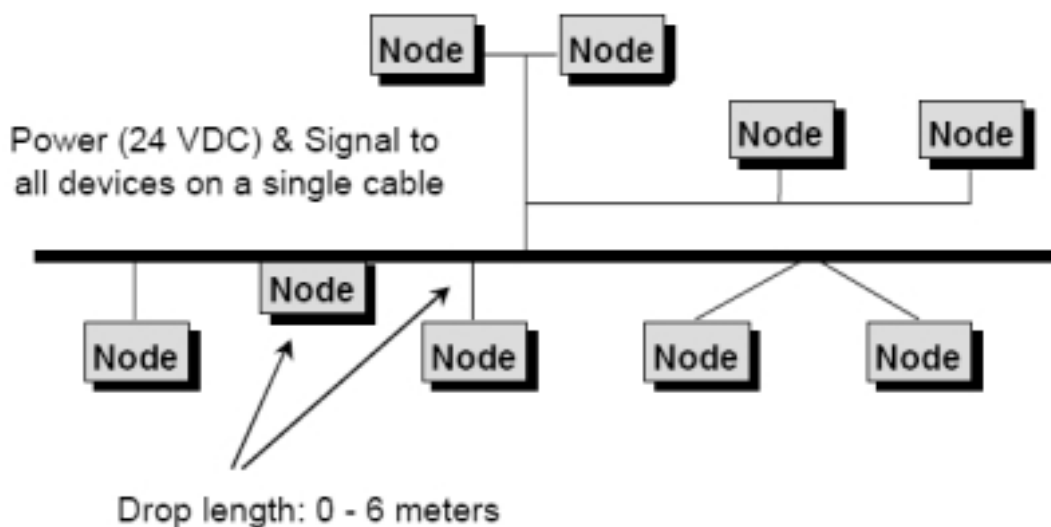 Node
Node
Node
Node
Power (24 VDC) & Signal to
all devices on a single cable
Node
Node
Node
Node
Node
Drop length: 0 - 6 meters